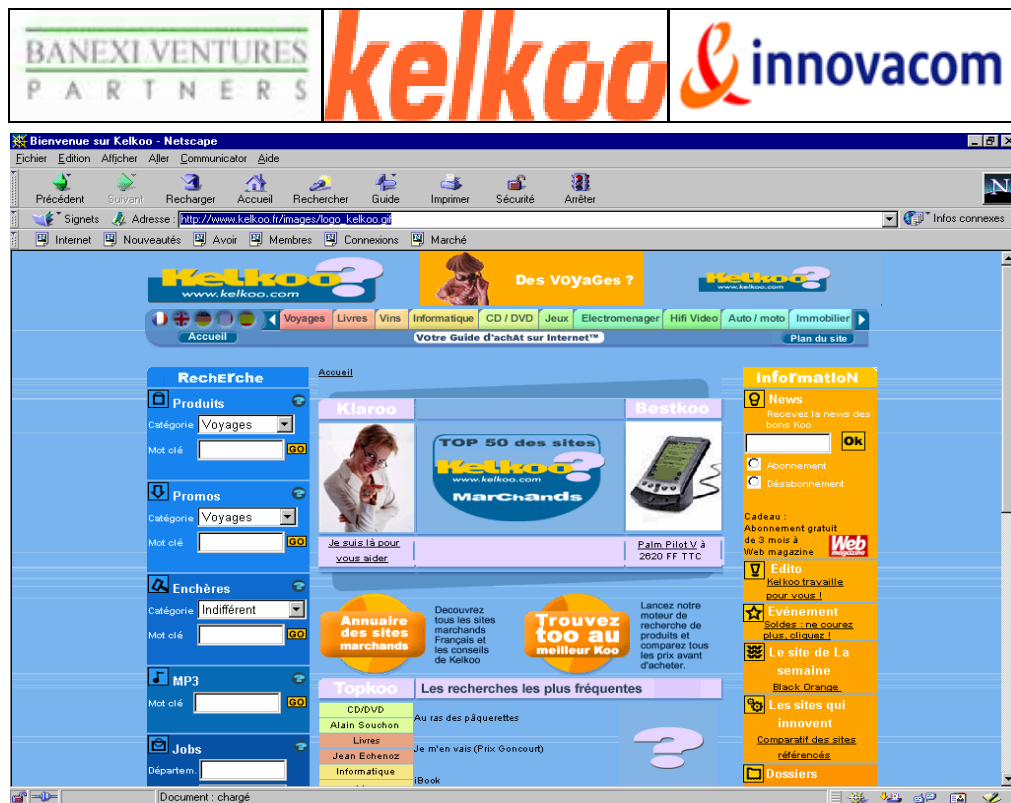 BANEXI VENTURES
PARTNERS
kelkoo
innovacom
Bienvenue sur Kelkoo - Netscape
Fichier Edition Afficher Aller Communicator Aide
Précédent Suivant Recharger Accueil Rechercher Guide Imprimer Sécurité Arrêter
Signets Adresse : http://www.kelkoo.fr/images/logo_kelkoo.gif Infos connexes
Internet Nouveautés Avoir Membres Connexions Marché
Kelkoo?
www.kelkoo.com
Des VoYaGes ?
Kelkoo?
www.kelkoo.com
Voyages Livres Vins Informatique CD / DVD Jeux Electromenager Hifi Video Auto / moto Immobilier
Accueil
Votre Guide d'achAt sur Internet™
Plan du site
RechErche
Produits
Catégorie Voyages
Mot clé GO
Promos
Catégorie Voyages
Mot clé GO
Enchères
Catégorie Indifférent
Mot clé GO
MP3
Mot clé GO
Jobs
Départem.
Accueil
Klaroo
Bestkoo
TOP 50 des sites
Kelkoo?
www.kelkoo.com
MarChands
Je suis là pour
vous aider
Palm Pilot V à
2620 FF TTC
Annuaire
des sites
marchands
Decouvrez
tous les sites
marchands
Français et
les conseils
de Kelkoo
Trouvez
too au
meilleur Koo
Lancez notre
moteur de
recherche de
produits et
comparez tous
les prix avant
d'acheter.
Topkoo
Les recherches les plus fréquentes
CD/DVD
Alain Souchon
Au ras des pâquerettes
Livres
Jean Echenoz
Je m'en vais (Prix Goncourt)
Informatique
iBook
?
InformatIoN
News
Recevez la news des
bons Koo
Ok
Abonnement
Désabonnement
Cadeau :
Abonnement gratuit
de 3 mois à
Web magazine
Web
magazine
Edito
Kelkoo travaille
pour vous !
Evénement
Soldes : ne courez
plus, cliquez !
Le site de La
semaine
Black Orange
Les sites qui
innovent
Comparatif des sites
référencés
Dossiers
Document : chargé